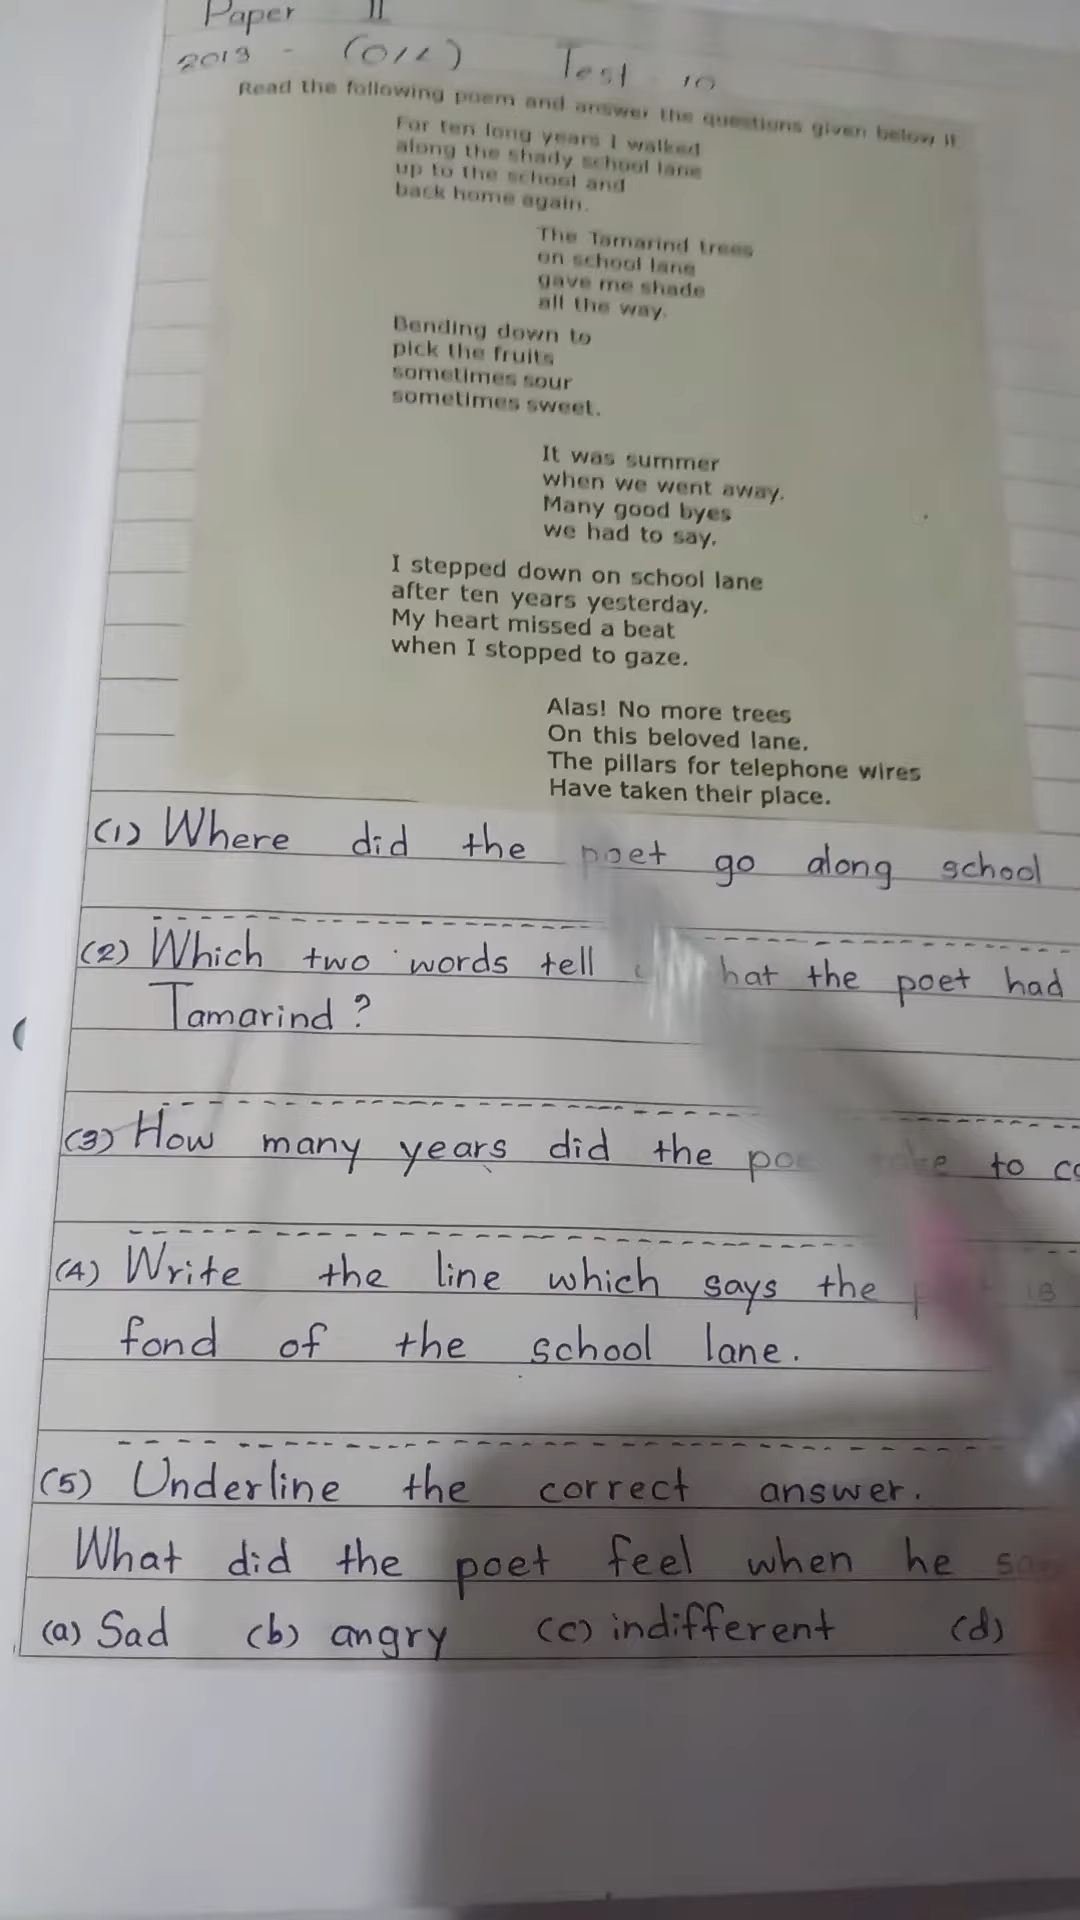 Paper II
2019 - (O/L) Test - 10
Read the following poem and answer the questions given below it.
For ten long years I walked
along the shady school lane
up to the school and
back home again.
The Tamarind trees
on school lane
gave me shade
all the way.
Bending down to
pick the fruits
sometimes sour
sometimes sweet.
It was summer
when we went away.
Many good byes
we had to say.
I stepped down on school lane
after ten years yesterday.
My heart missed a beat
when I stopped to gaze.
Alas! No more trees
On this beloved lane.
The pillars for telephone wires
Have taken their place.
(1) Where did the poet go along school
(2) Which two words tell hat the poet had
Tamarind?
(3) How many years did the to
(4) Write the line which says the
fond of the school lane.
(5) Underline the correct answer.
What did the poet feel when he
(a) Sad (b) angry (c) indifferent (d)